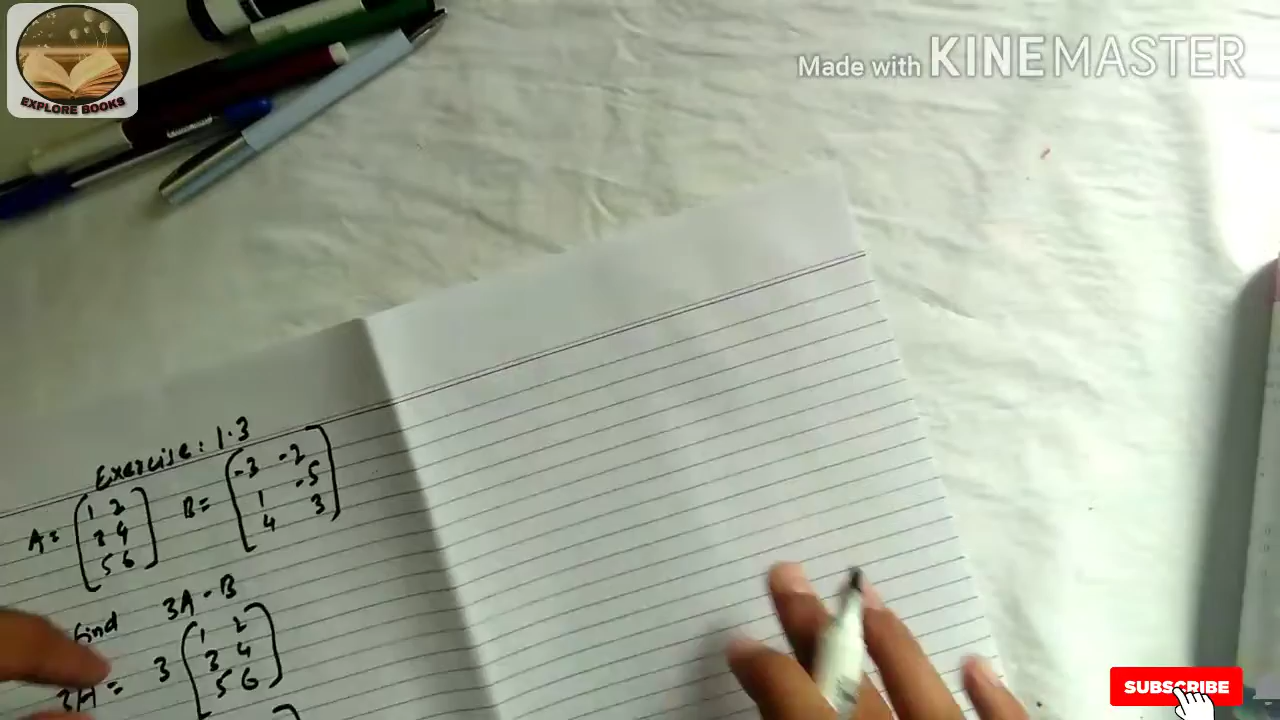 EXPLORE BOOKS
Made with KINEMASTER
Exercise: 1.3
A= [1 2 B= [-3 -2
2 4 1 -5
5 6] 4 3]
find 3A - B
3A= 3 [1 2
3 4
5 6]
SUBSCRIBE